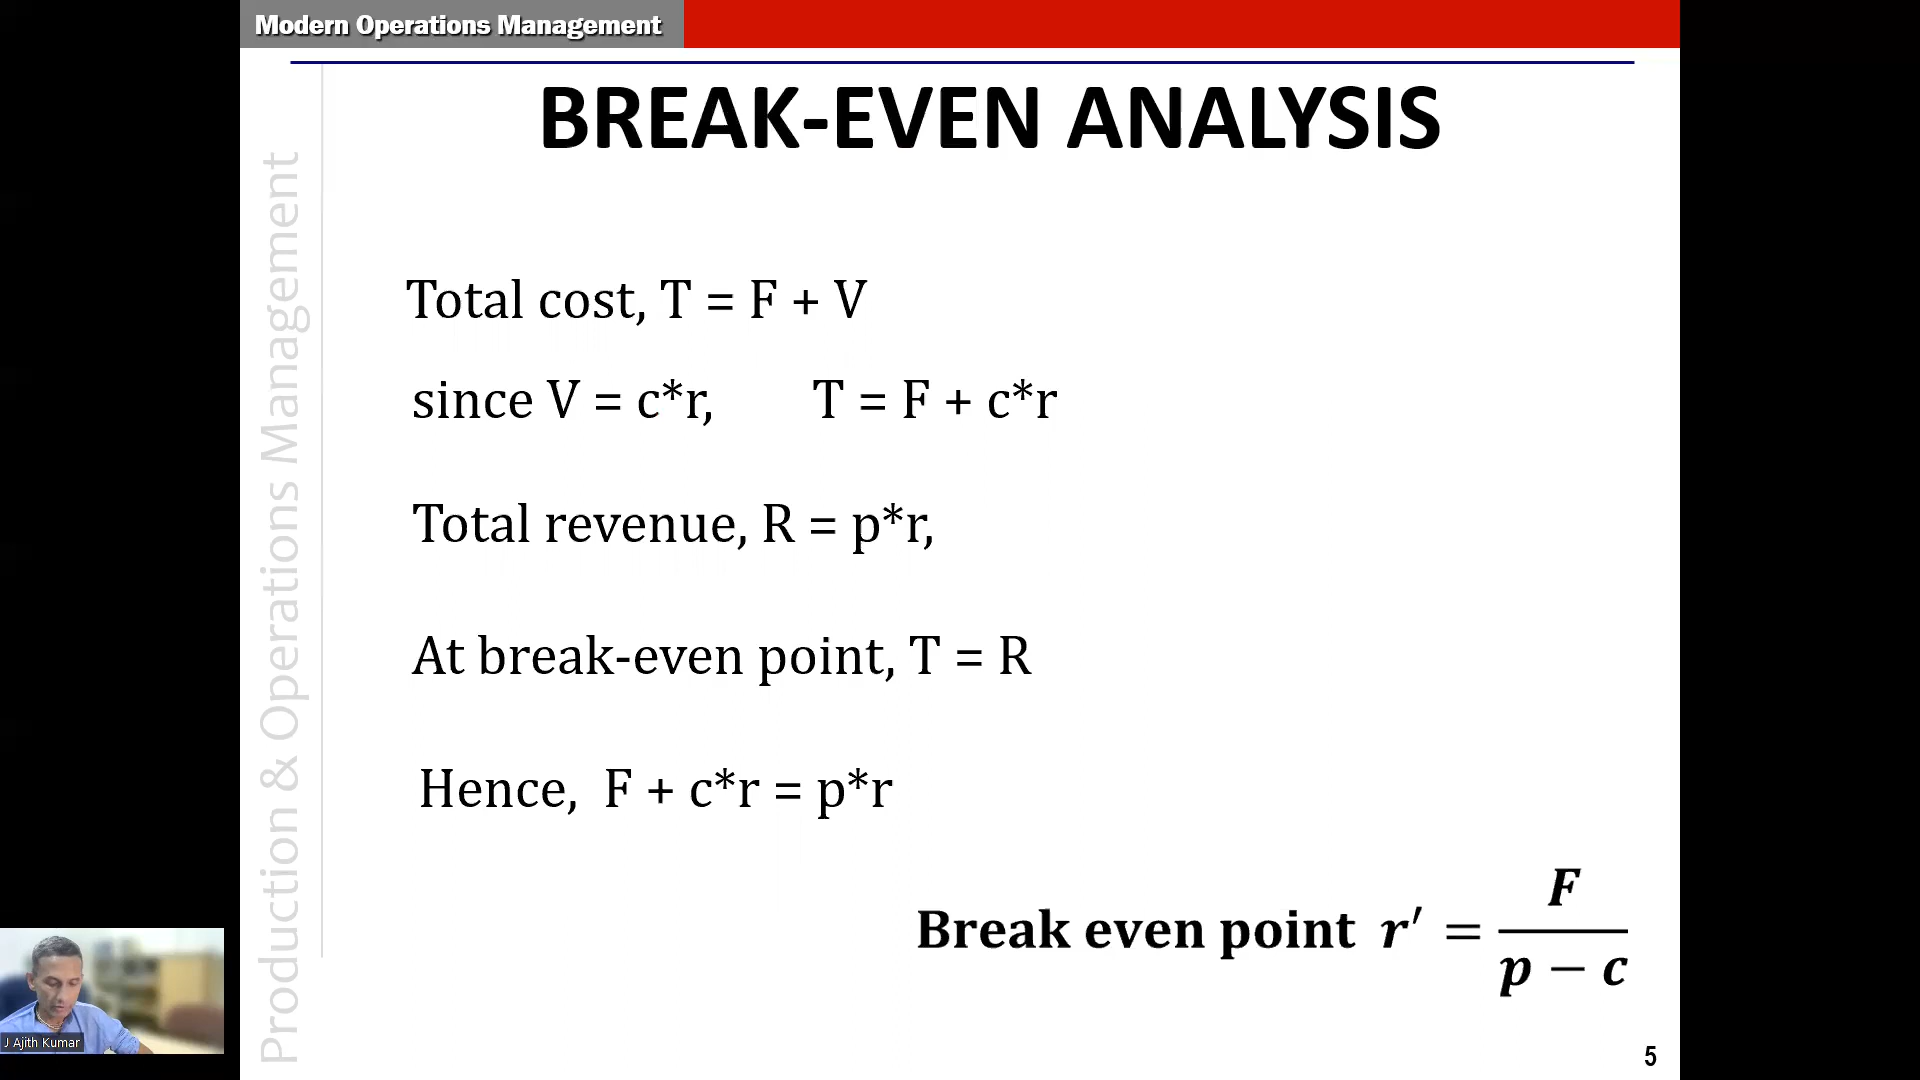 Modern Operations Management
BREAK-EVEN ANALYSIS
Production & Operations Management
Total cost, T = F + V
since V = c*r, T = F + c*r
Total revenue, R = p*r,
At break-even point, T = R
Hence, F + c*r = p*r
Break even point r′ = F / p − c
J Ajith Kumar
5